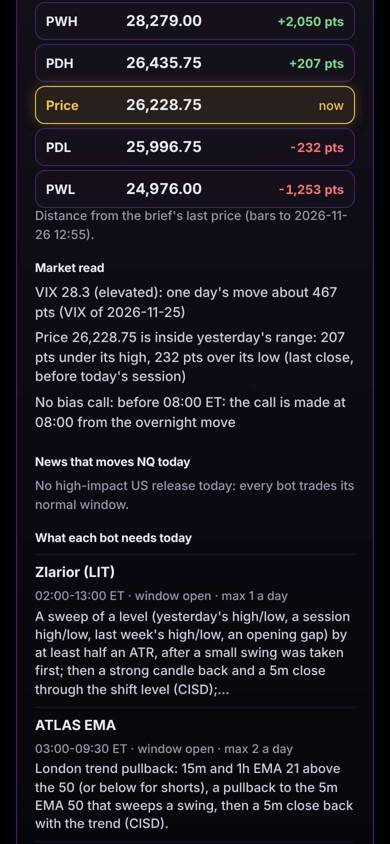 PWH 28,279.00 +2,050 pts
PDH 26,435.75 +207 pts
Price 26,228.75 now
PDL 25,996.75 -232 pts
PWL 24,976.00 -1,253 pts
Distance from the brief's last price (bars to 2026-11-
26 12:55).
Market read
VIX 28.3 (elevated): one day's move about 467
pts (VIX of 2026-11-25)
Price 26,228.75 is inside yesterday's range: 207
pts under its high, 232 pts over its low (last close,
before today's session)
No bias call: before 08:00 ET: the call is made at
08:00 from the overnight move
News that moves NQ today
No high-impact US release today: every bot trades its
normal window.
What each bot needs today
Zlarior (LIT)
02:00-13:00 ET · window open · max 1 a day
A sweep of a level (yesterday's high/low, a session
high/low, last week's high/low, an opening gap) by
at least half an ATR, after a small swing was taken
first; then a strong candle back and a 5m close
through the shift level (CISD);...
ATLAS EMA
03:00-09:30 ET · window open · max 2 a day
London trend pullback: 15m and 1h EMA 21 above
the 50 (or below for shorts), a pullback to the 5m
EMA 50 that sweeps a swing, then a 5m close back
with the trend (CISD).